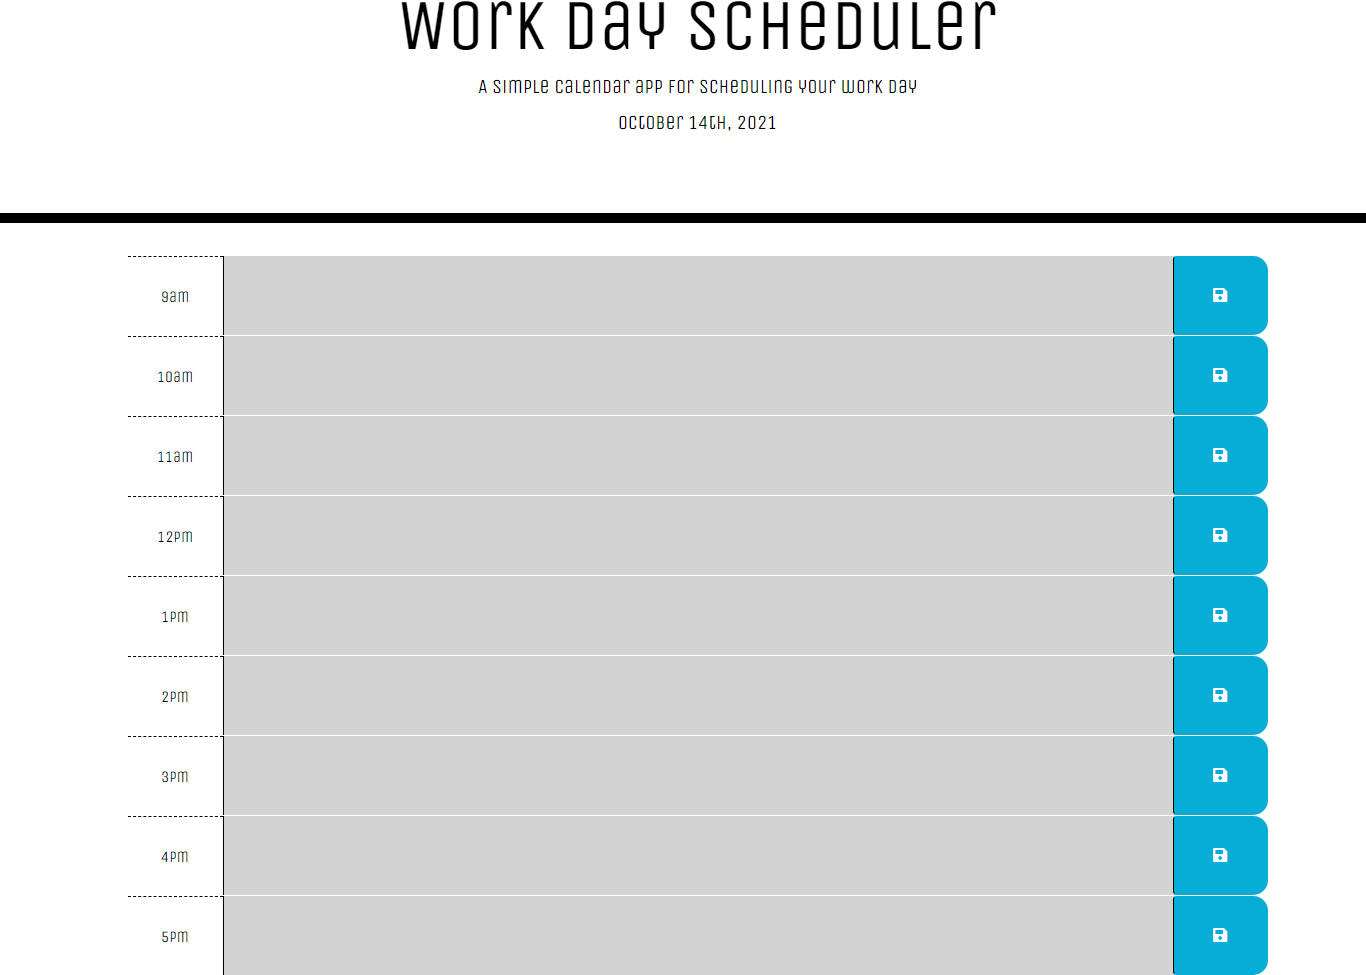 Work Day Scheduler
A simple calendar app for scheduling your work day
October 14th, 2021
9am
10am
11am
12pm
1pm
2pm
3pm
4pm
5pm